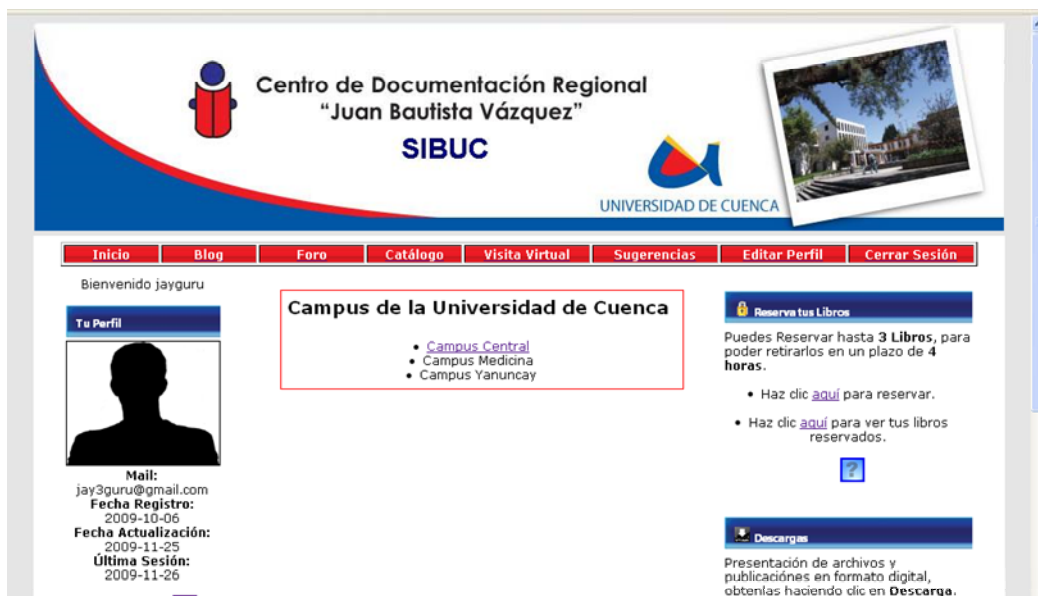 Centro de Documentación Regional
“Juan Bautista Vázquez”
SIBUC
UNIVERSIDAD DE CUENCA
Inicio Blog Foro Catálogo Visita Virtual Sugerencias Editar Perfil Cerrar Sesión
Bienvenido jayguru
Tu Perfil
Mail:
jay3guru@gmail.com
Fecha Registro:
2009-10-06
Fecha Actualización:
2009-11-25
Última Sesión:
2009-11-26
Campus de la Universidad de Cuenca
• Campus Central
• Campus Medicina
• Campus Yanuncay
Reserva tus Libros
Puedes Reservar hasta 3 Libros, para
poder retirarlos en un plazo de 4
horas.
• Haz clic aquí para reservar.
• Haz clic aquí para ver tus libros
reservados.
?
Descargas
Presentación de archivos y
publicaciónes en formato digital,
obtenlas haciendo clic en Descarga.